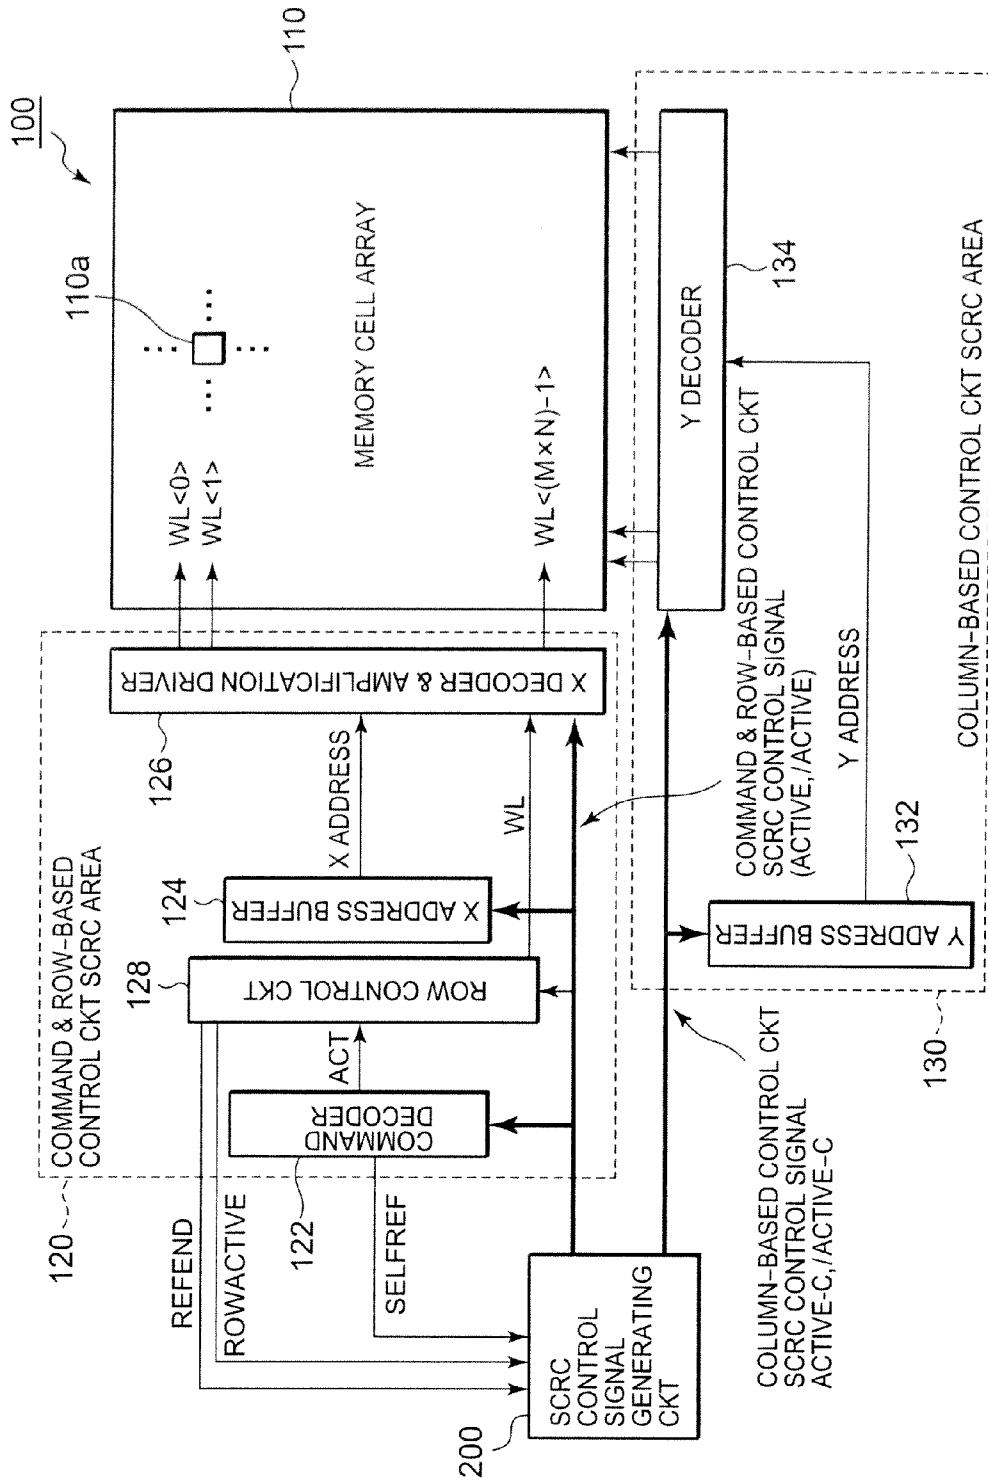 100
120
COMMAND & ROW-BASED
CONTROL CKT SCRC AREA
REFEND
ROWACTIVE
SELFREF
122
COMMAND
DECODER
ACT
128
ROW CONTROL CKT
124
X ADDRESS BUFFER
X ADDRESS
WL
126
X DECODER & AMPLIFICATION DRIVER
WL<0>
WL<1>
WL<(M×N)-1>
110a
MEMORY CELL ARRAY
110
200
SCRC
CONTROL
SIGNAL
GENERATING
CKT
COMMAND & ROW-BASED CONTROL CKT
SCRC CONTROL SIGNAL
(ACTIVE,/ACTIVE)
COLUMN-BASED CONTROL CKT
SCRC CONTROL SIGNAL
ACTIVE-C,/ACTIVE-C
130
Y ADDRESS BUFFER
132
Y ADDRESS
Y DECODER
134
COLUMN-BASED CONTROL CKT SCRC AREA